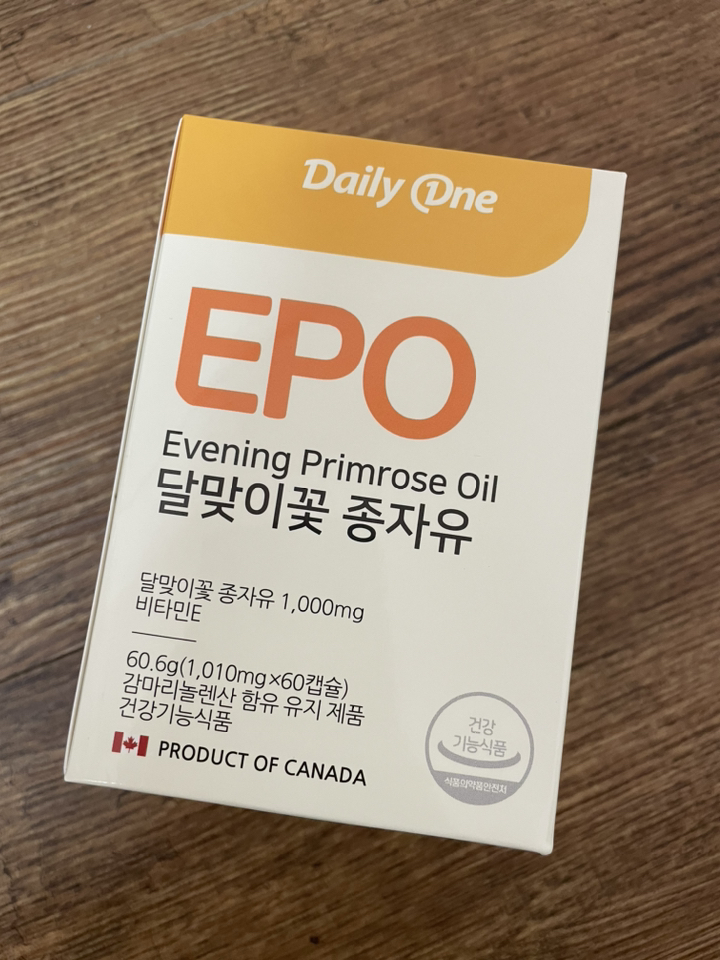 Daily One
EPO
Evening Primrose Oil
달맞이꽃 종자유
달맞이꽃 종자유 1,000mg
비타민E
60.6g(1,010mg×60캡슐)
감마리놀렌산 함유 유지 제품
건강기능식품
PRODUCT OF CANADA
건강
기능식품
식품의약품안전처